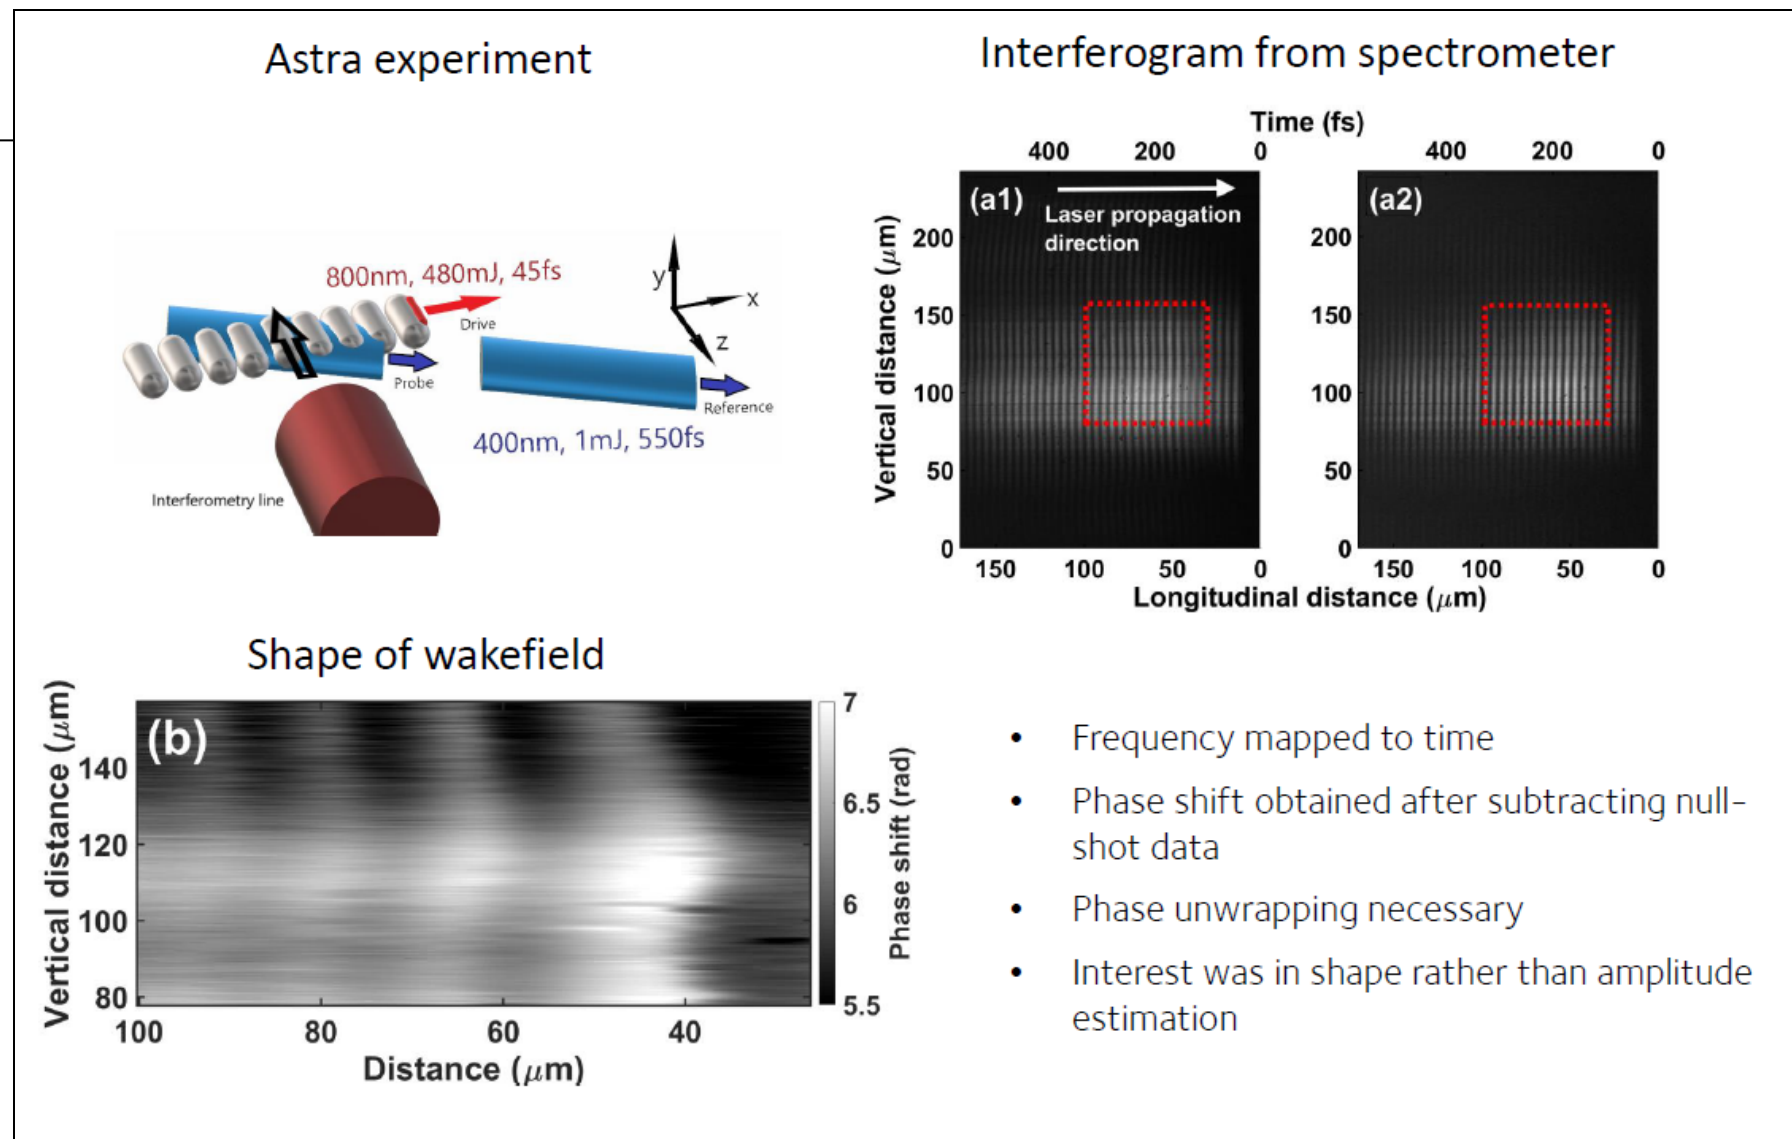 Astra experiment
Interferogram from spectrometer
800nm, 480mJ, 45fs
Drive
Probe
Reference
400nm, 1mJ, 550fs
Interferometry line
y
x
z
Time (fs)
400 200 0
400 200 0
(a1)
Laser propagation
direction
(a2)
Vertical distance (μm)
200
150
100
50
0
200
150
100
50
0
150 100 50 0
150 100 50 0
Longitudinal distance (μm)
Shape of wakefield
(b)
Vertical distance (μm)
140
120
100
80
100 80 60 40
Distance (μm)
7
6.5
6
5.5
Phase shift (rad)
• Frequency mapped to time
• Phase shift obtained after subtracting null-
shot data
• Phase unwrapping necessary
• Interest was in shape rather than amplitude
estimation